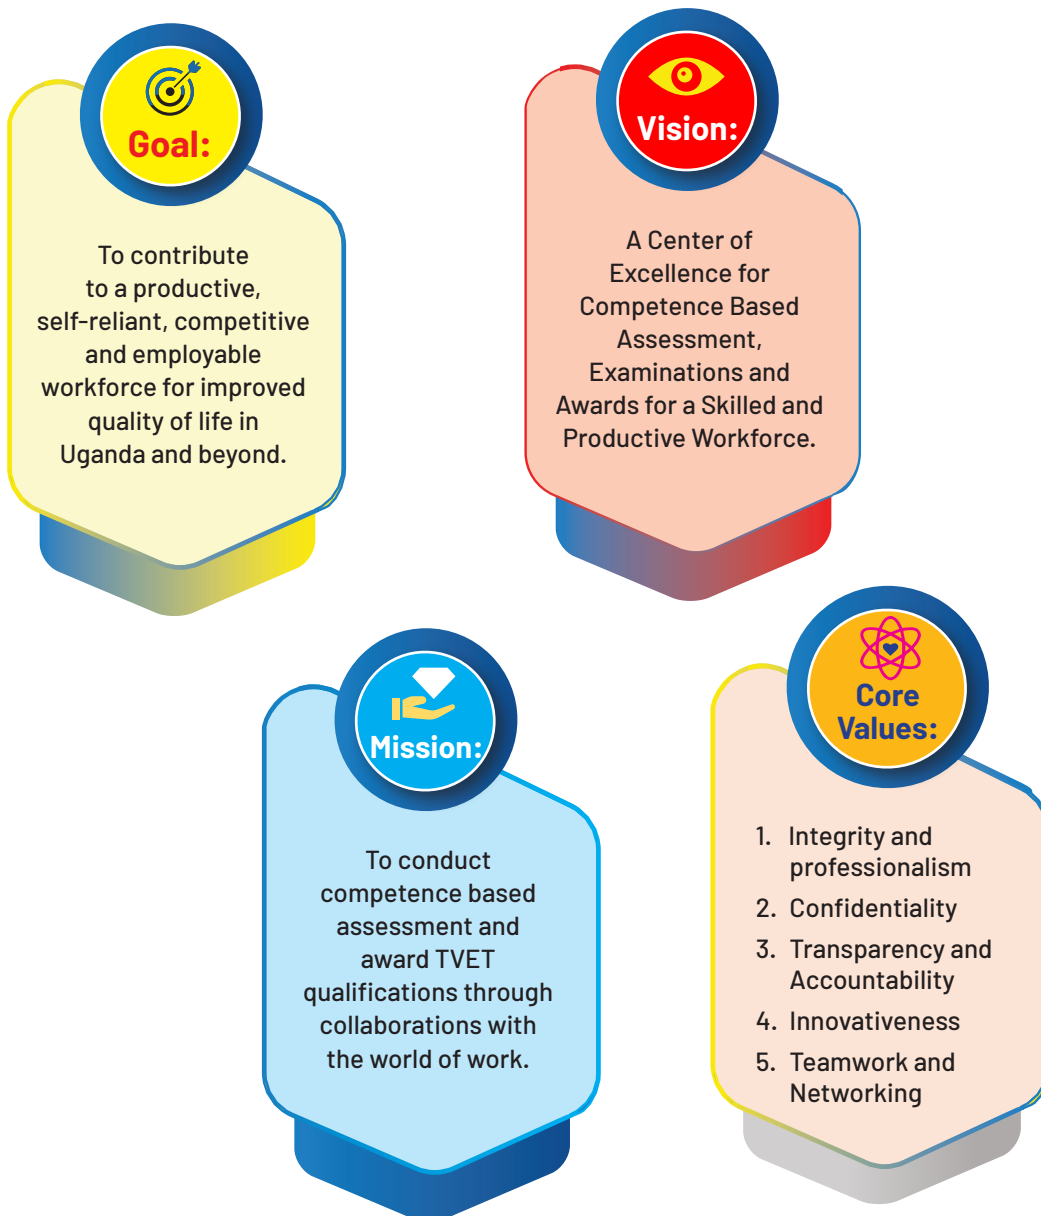 Goal:
To contribute
to a productive,
self-reliant, competitive
and employable
workforce for improved
quality of life in
Uganda and beyond.
Vision:
A Center of
Excellence for
Competence Based
Assessment,
Examinations and
Awards for a Skilled and
Productive Workforce.
Mission:
To conduct
competence based
assessment and
award TVET
qualifications through
collaborations with
the world of work.
Core
Values:
1. Integrity and
professionalism
2. Confidentiality
3. Transparency and
Accountability
4. Innovativeness
5. Teamwork and
Networking